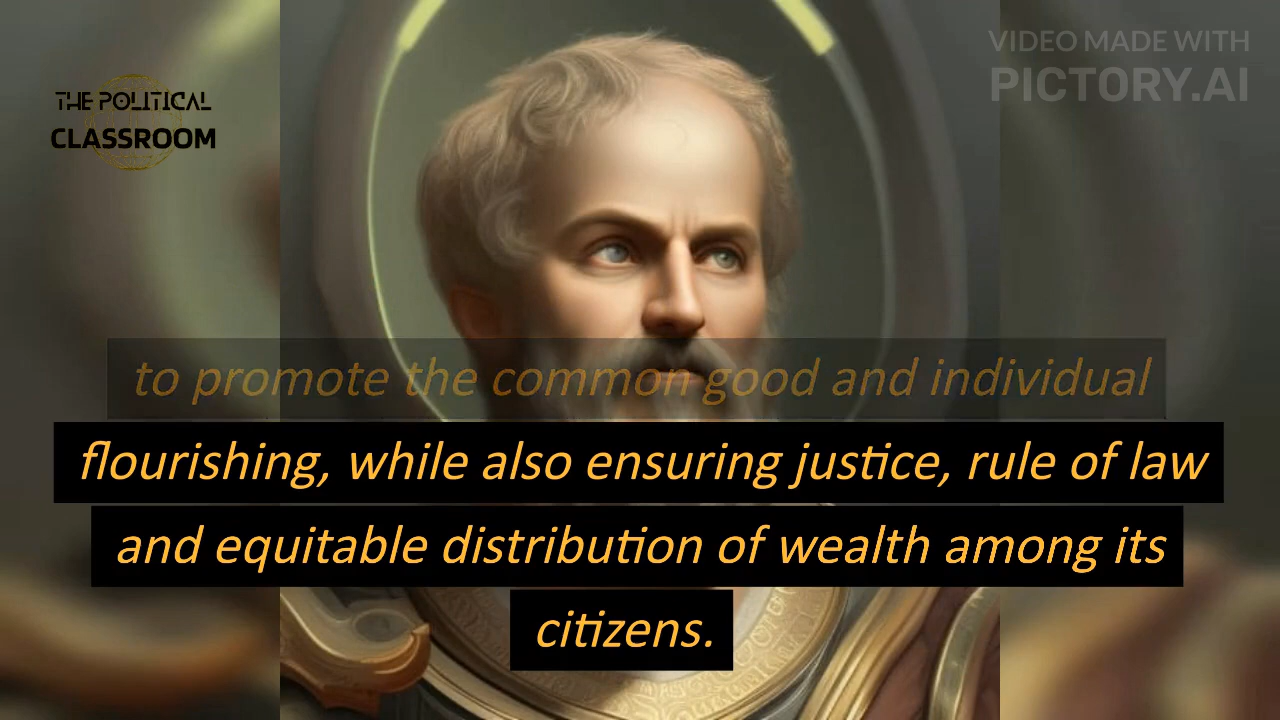 VIDEO MADE WITH
PICTORY.AI
THE POLITICAL
CLASSROOM
to promote the common good and individual
flourishing, while also ensuring justice, rule of law
and equitable distribution of wealth among its
citizens.